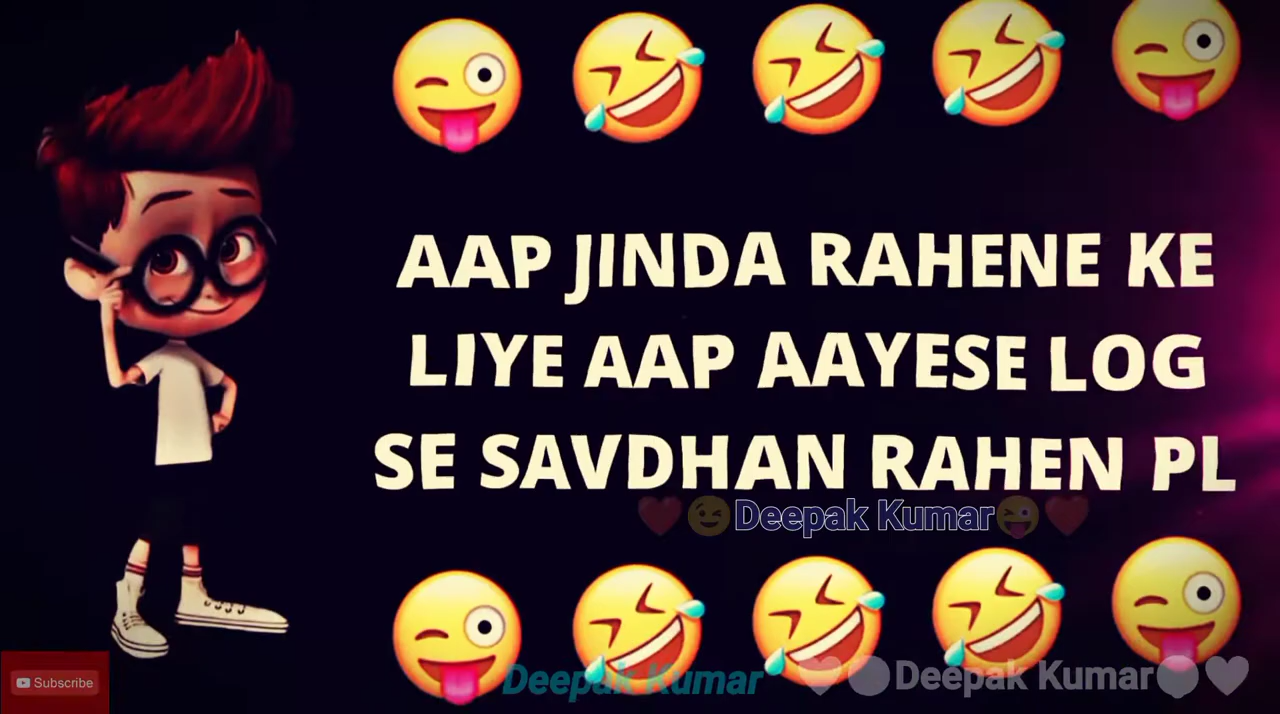 AAP JINDA RAHENE KE
LIYE AAP AAYESE LOG
SE SAVDHAN RAHEN PL
❤️😉Deepak Kumar😜❤️
Deepak Kumar
Deepak Kumar
Subscribe